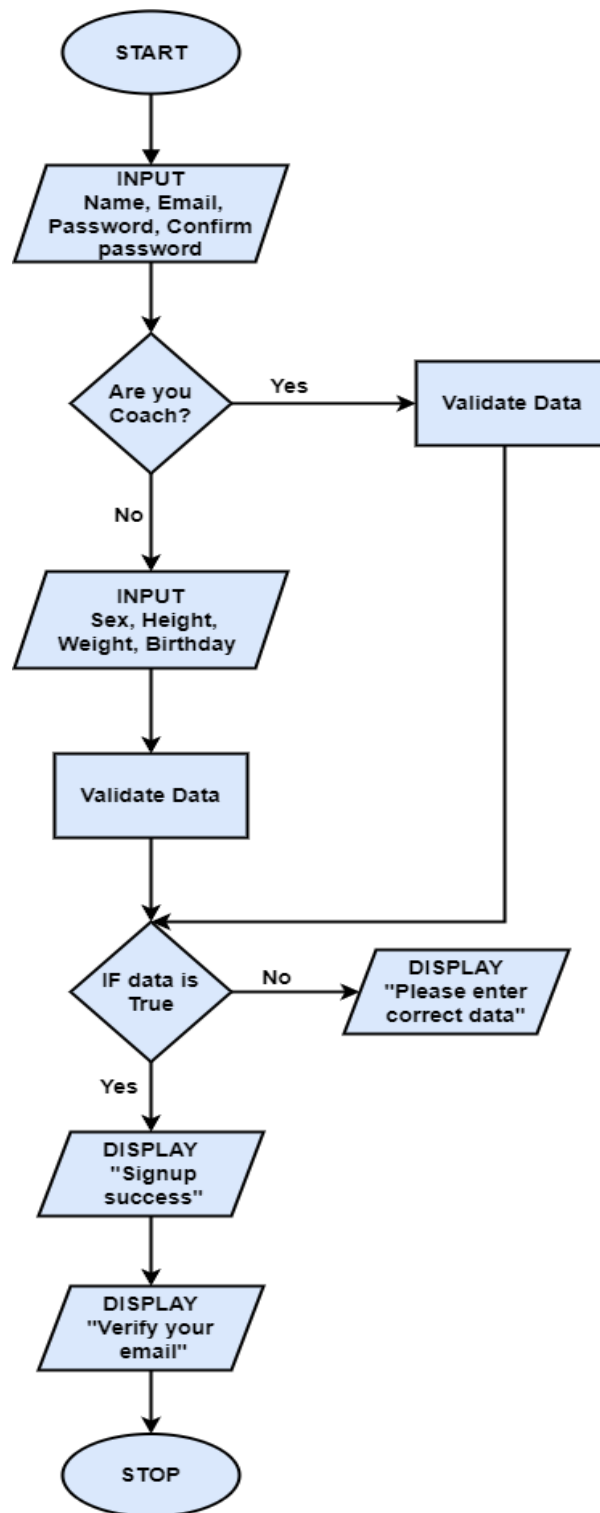 START
INPUT
Name, Email,
Password, Confirm
password
Are you
Coach?
Yes
Validate Data
No
INPUT
Sex, Height,
Weight, Birthday
Validate Data
IF data is
True
No
DISPLAY
"Please enter
correct data"
Yes
DISPLAY
"Signup
success"
DISPLAY
"Verify your
email"
STOP